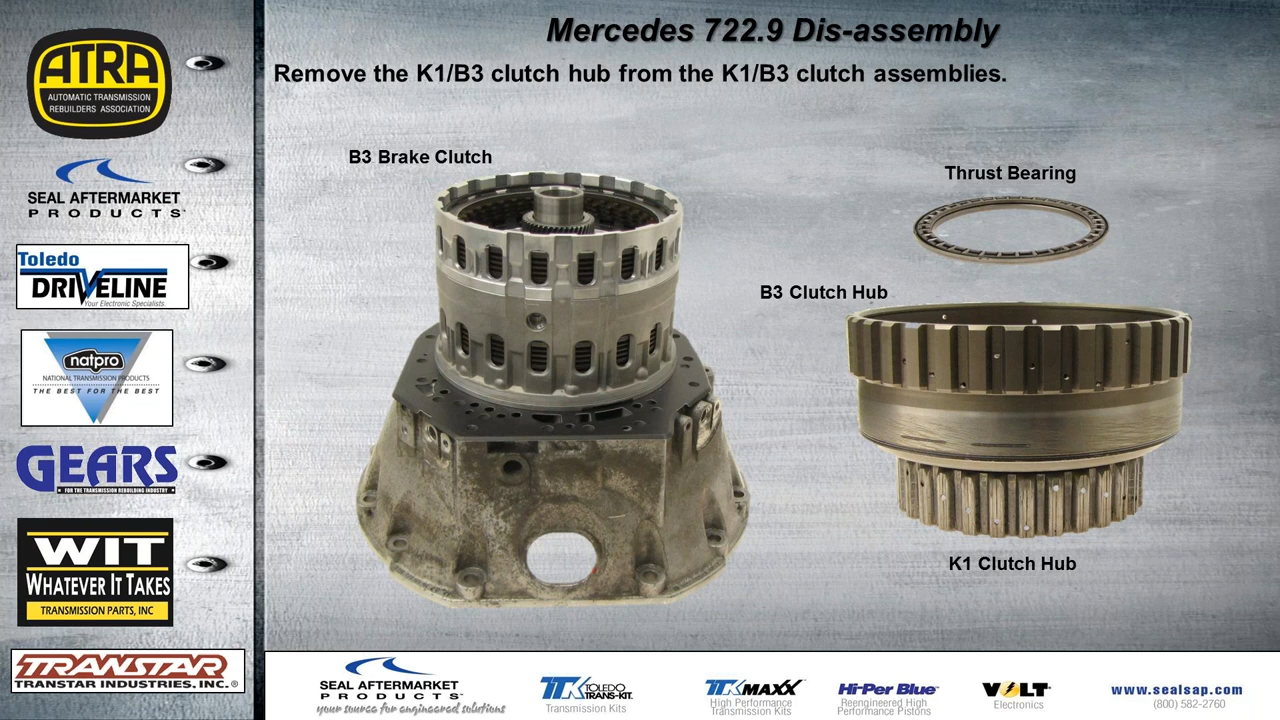 Mercedes 722.9 Dis-assembly
Remove the K1/B3 clutch hub from the K1/B3 clutch assemblies.
ATRA
AUTOMATIC TRANSMISSION
REBUILDERS ASSOCIATION
SEAL AFTERMARKET
PRODUCTS
Toledo
DRIVELINE
Your Electronic Specialists.
natpro
NATIONAL TRANSMISSION PRODUCTS
THE BEST FOR THE BEST
GEARS
FOR THE TRANSMISSION REBUILDING INDUSTRY
WIT
WHATEVER IT TAKES
TRANSMISSION PARTS, INC
TRANSTAR
TRANSTAR INDUSTRIES, INC.®
B3 Brake Clutch
Thrust Bearing
B3 Clutch Hub
K1 Clutch Hub
SEAL AFTERMARKET
PRODUCTS
your source for engineered solutions
TTK TOLEDO
TRANS-KIT
Transmission Kits
TTK MAXX
High Performance
Transmission Kits
Hi-Per Blue
Reengineered High
Performance Pistons
VOLT
Electronics
www.sealsap.com
(800) 582-2760